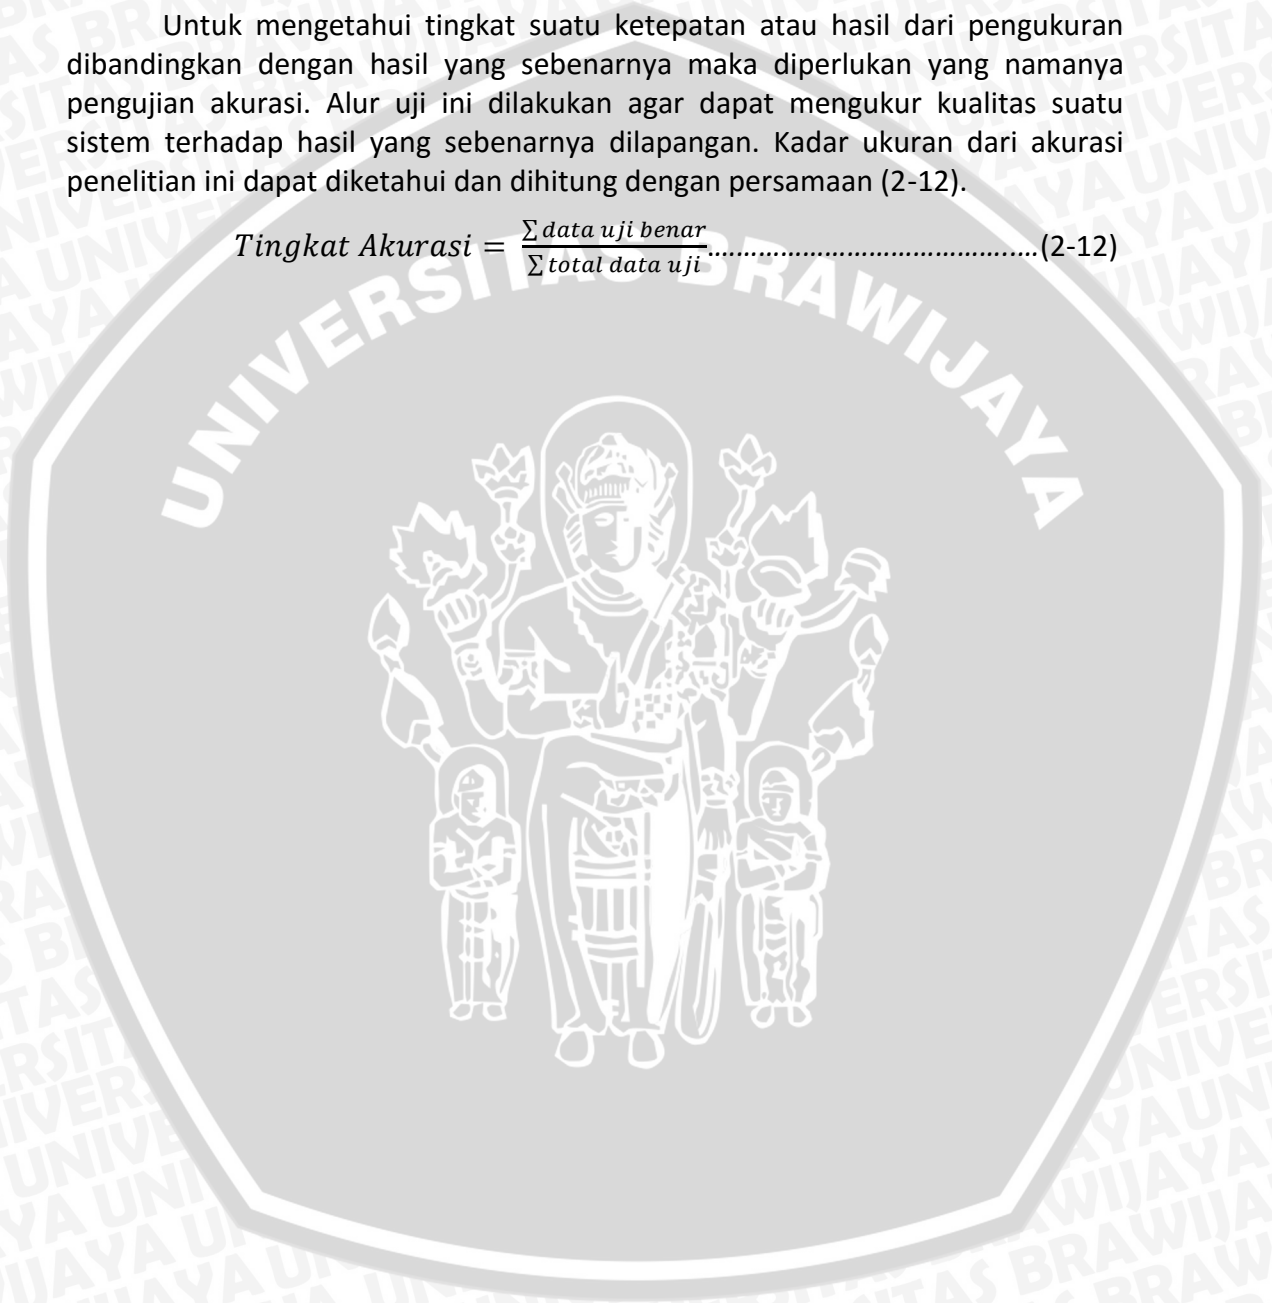 Untuk mengetahui tingkat suatu ketepatan atau hasil dari pengukuran
dibandingkan dengan hasil yang sebenarnya maka diperlukan yang namanya
pengujian akurasi. Alur uji ini dilakukan agar dapat mengukur kualitas suatu
sistem terhadap hasil yang sebenarnya dilapangan. Kadar ukuran dari akurasi
penelitian ini dapat diketahui dan dihitung dengan persamaan (2-12).
Tingkat Akurasi = ∑ data uji benar / ∑ total data uji ........................................(2-12)
UNIVERSITAS BRAWIJAYA